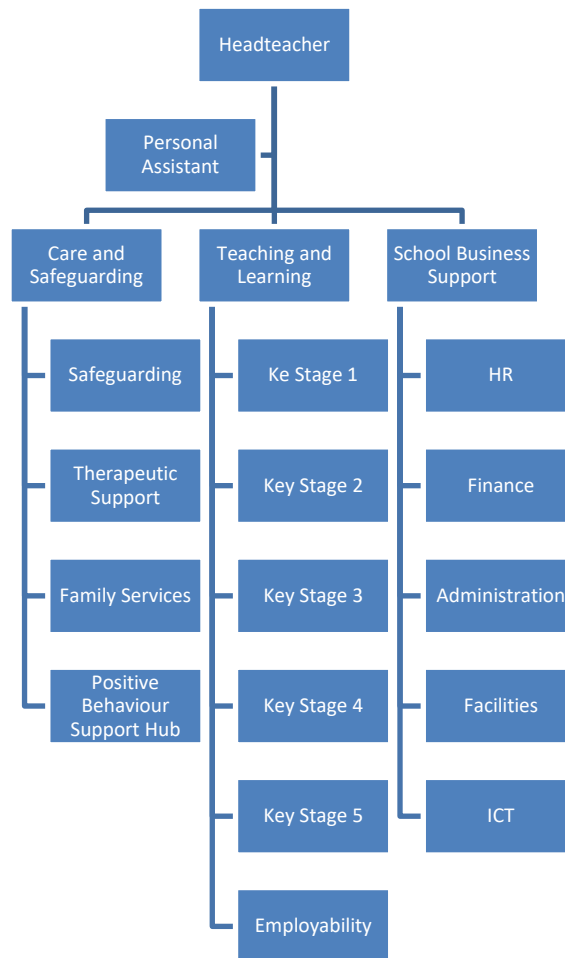 Headteacher
Personal
Assistant
Care and
Safeguarding
Teaching and
Learning
School Business
Support
Safeguarding
Therapeutic
Support
Family Services
Positive
Behaviour
Support Hub
Ke Stage 1
Key Stage 2
Key Stage 3
Key Stage 4
Key Stage 5
Employability
HR
Finance
Administration
Facilities
ICT